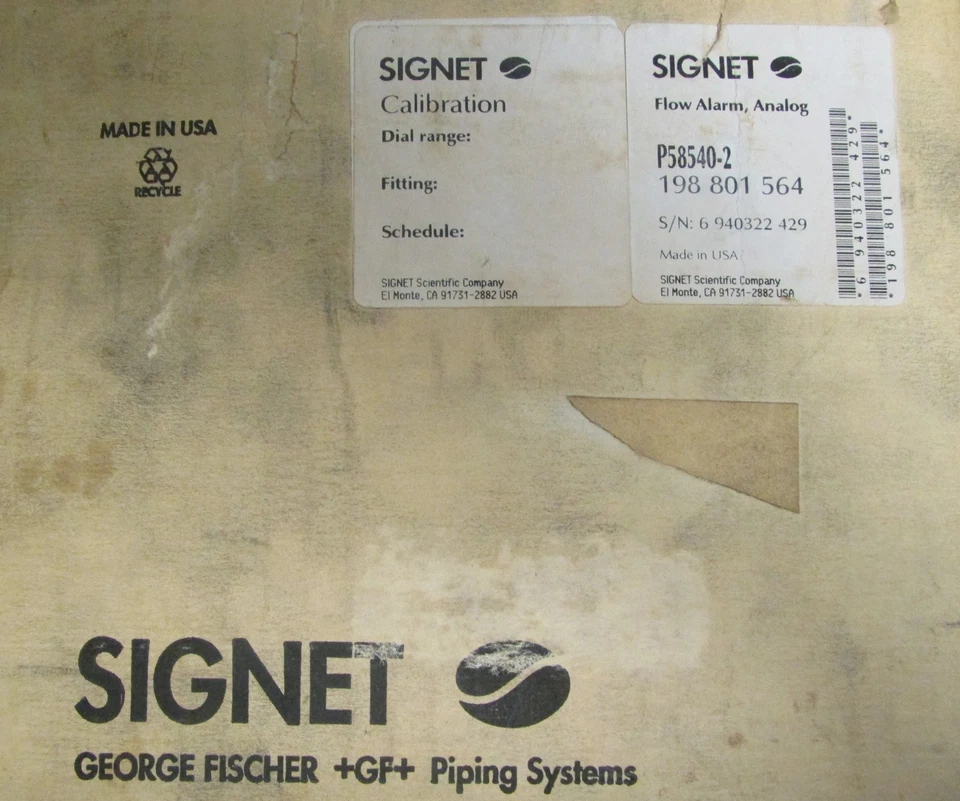 MADE IN USA
RECYCLE
SIGNET
Calibration
Dial range:
Fitting:
Schedule:
SIGNET Scientific Company
El Monte, CA 91731-2882 USA
SIGNET
Flow Alarm, Analog
P58540-2
198 801 564
S/N: 6 940322 429
Made in USA
SIGNET Scientific Company
El Monte, CA 91731-2882 USA
*6 940322 429*
*198 801 564*
SIGNET
GEORGE FISCHER +GF+ Piping Systems